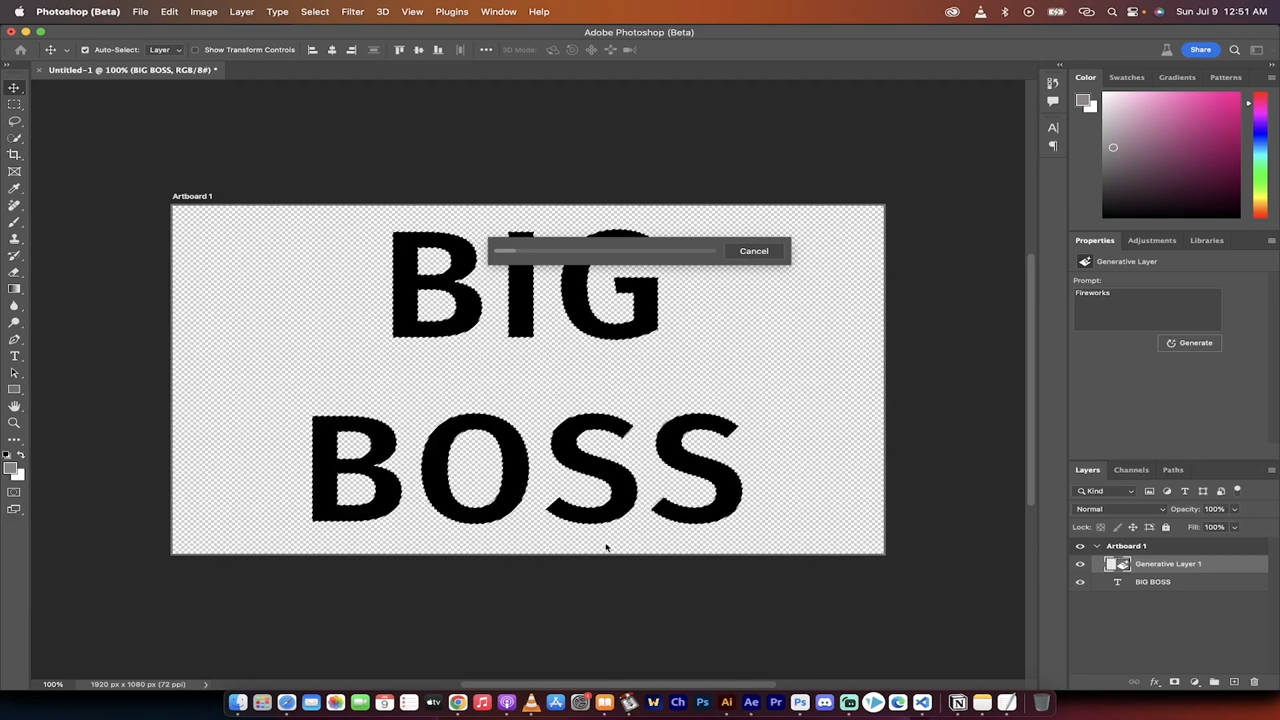 Photoshop (Beta) File Edit Image Layer Type Select Filter 3D View Plugins Window Help Sun Jul 9 12:51 AM
Adobe Photoshop (Beta)
Auto-Select: Layer Show Transform Controls 3D Mode: Share
Untitled-1 @ 100% (BIG BOSS, RGB/8#) *
Color Swatches Gradients Patterns
Artboard 1
BIG
Cancel
BOSS
Properties Adjustments Libraries
Generative Layer
Prompt:
Fireworks
Generate
Layers Channels Paths
Kind
Normal Opacity: 100%
Lock: Fill: 100%
Artboard 1
Generative Layer 1
T BIG BOSS
100% 1920 px x 1080 px (72 ppi)